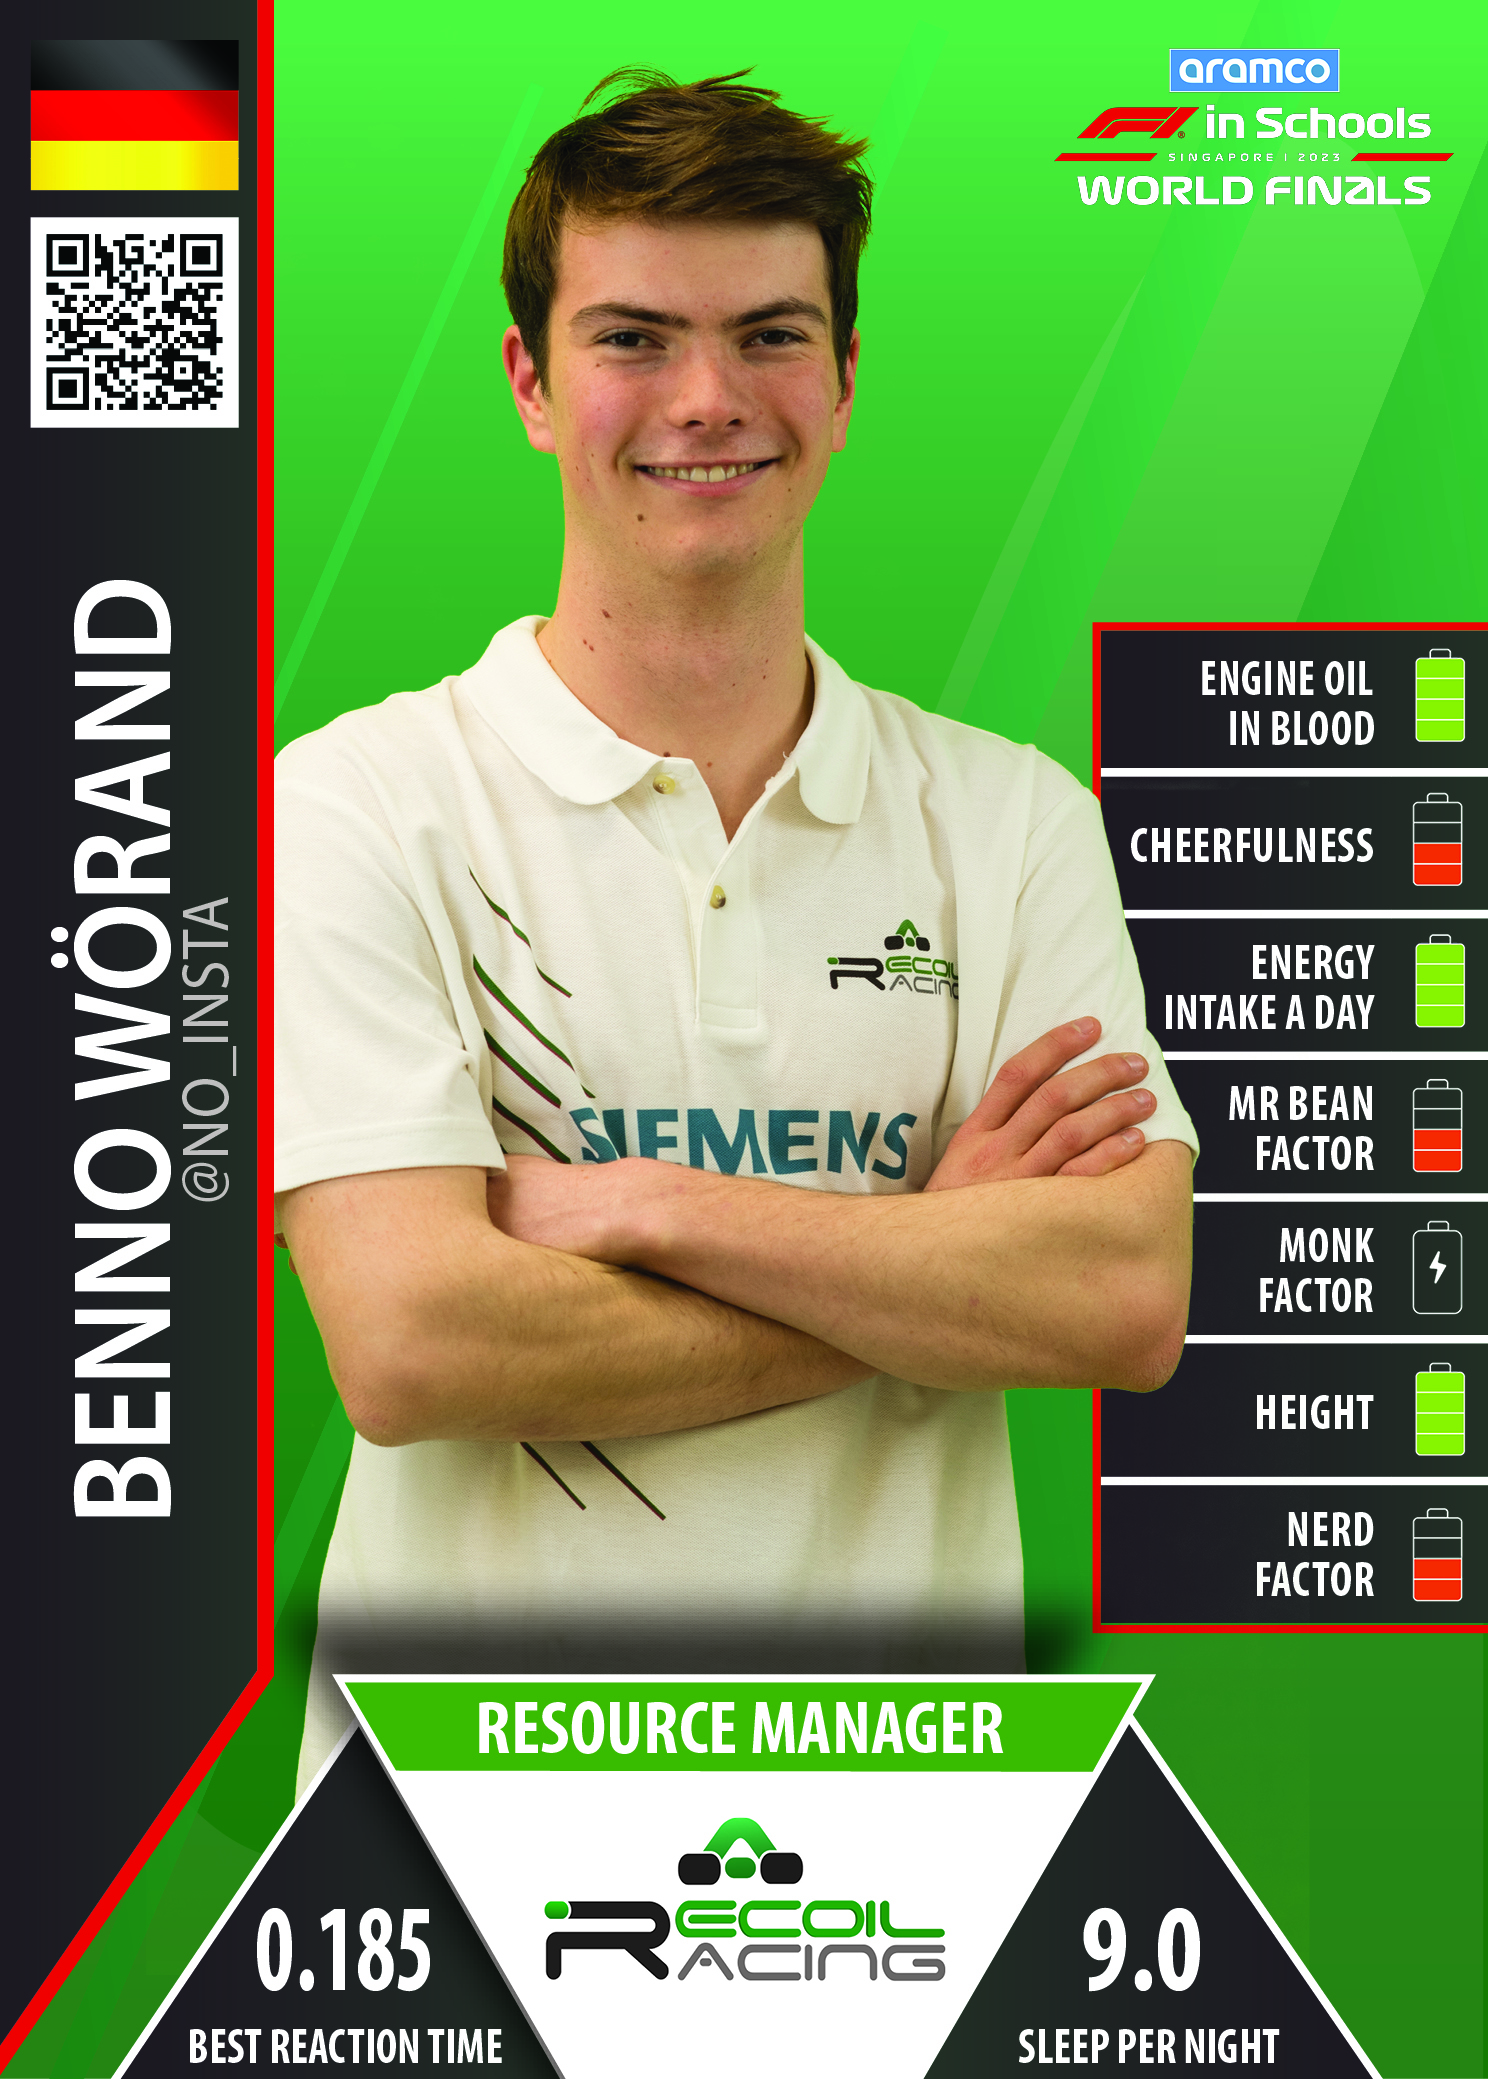 aramco
F1® in Schools
SINGAPORE | 2023
WORLD FINALS
BENNO WÖRAND
@NO_INSTA
ENGINE OIL
IN BLOOD
CHEERFULNESS
ENERGY
INTAKE A DAY
MR BEAN
FACTOR
MONK
FACTOR
HEIGHT
NERD
FACTOR
RECOIL
RACING
SIEMENS
RESOURCE MANAGER
RECOIL
RACING
0.185
BEST REACTION TIME
9.0
SLEEP PER NIGHT